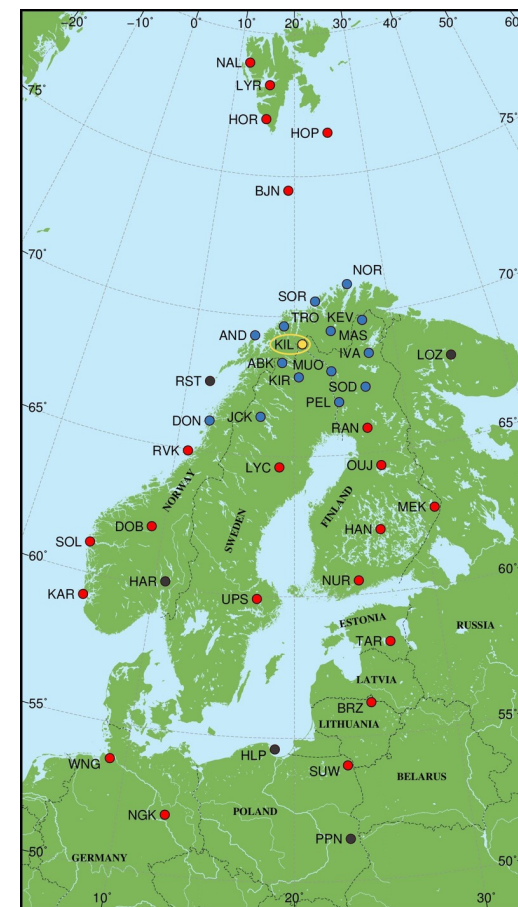 -20° -10° 0° 10° 20° 30° 40° 50° 60
NAL
75°
LYR
HOR
75°
HOP
BJN
70°
NOR
70°
SOR
TRO
KEV
AND
MAS
KIL
IVA
LOZ
ABK
MUO
RST
KIR
SOD
65°
PEL
DON
JCK
RAN
65°
RVK
LYC
OUJ
NORWAY
FINLAND
MEK
SWEDEN
DOB
HAN
SOL
60°
60°
HAR
NUR
KAR
UPS
ESTONIA
RUSSIA
TAR
LATVIA
55°
BRZ
55°
LITHUANIA
HLP
WNG
SUW
BELARUS
NGK
POLAND
PPN
50°
GERMANY
50°
10° 20° 30°